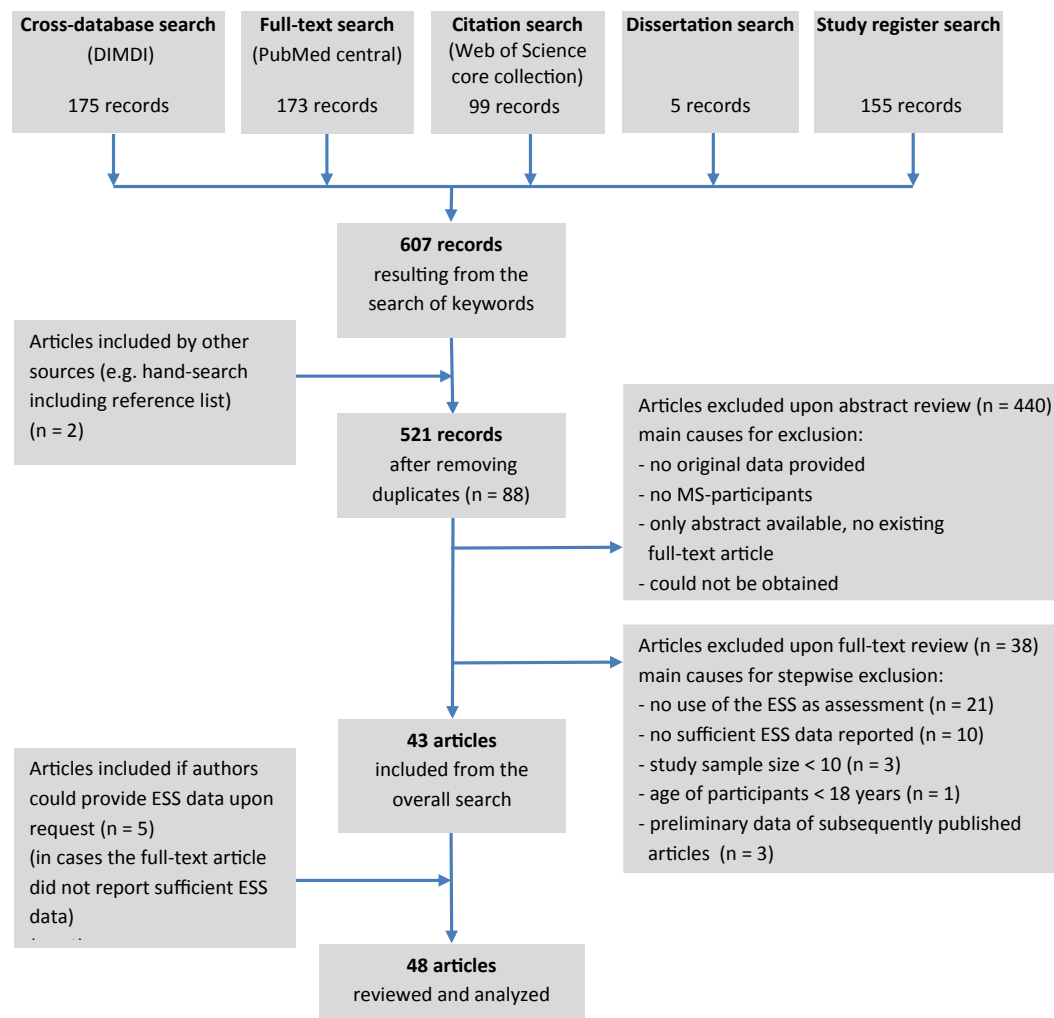 Cross-database search
(DIMDI)
175 records
Full-text search
(PubMed central)
173 records
Citation search
(Web of Science
core collection)
99 records
Dissertation search
5 records
Study register search
155 records
607 records
resulting from the
search of keywords
Articles included by other
sources (e.g. hand-search
including reference list)
(n = 2)
521 records
after removing
duplicates (n = 88)
Articles excluded upon abstract review (n = 440)
main causes for exclusion:
- no original data provided
- no MS-participants
- only abstract available, no existing
full-text article
- could not be obtained
Articles excluded upon full-text review (n = 38)
main causes for stepwise exclusion:
- no use of the ESS as assessment (n = 21)
- no sufficient ESS data reported (n = 10)
- study sample size < 10 (n = 3)
- age of participants < 18 years (n = 1)
- preliminary data of subsequently published
articles (n = 3)
43 articles
included from the
overall search
Articles included if authors
could provide ESS data upon
request (n = 5)
(in cases the full-text article
did not report sufficient ESS
data)
48 articles
reviewed and analyzed